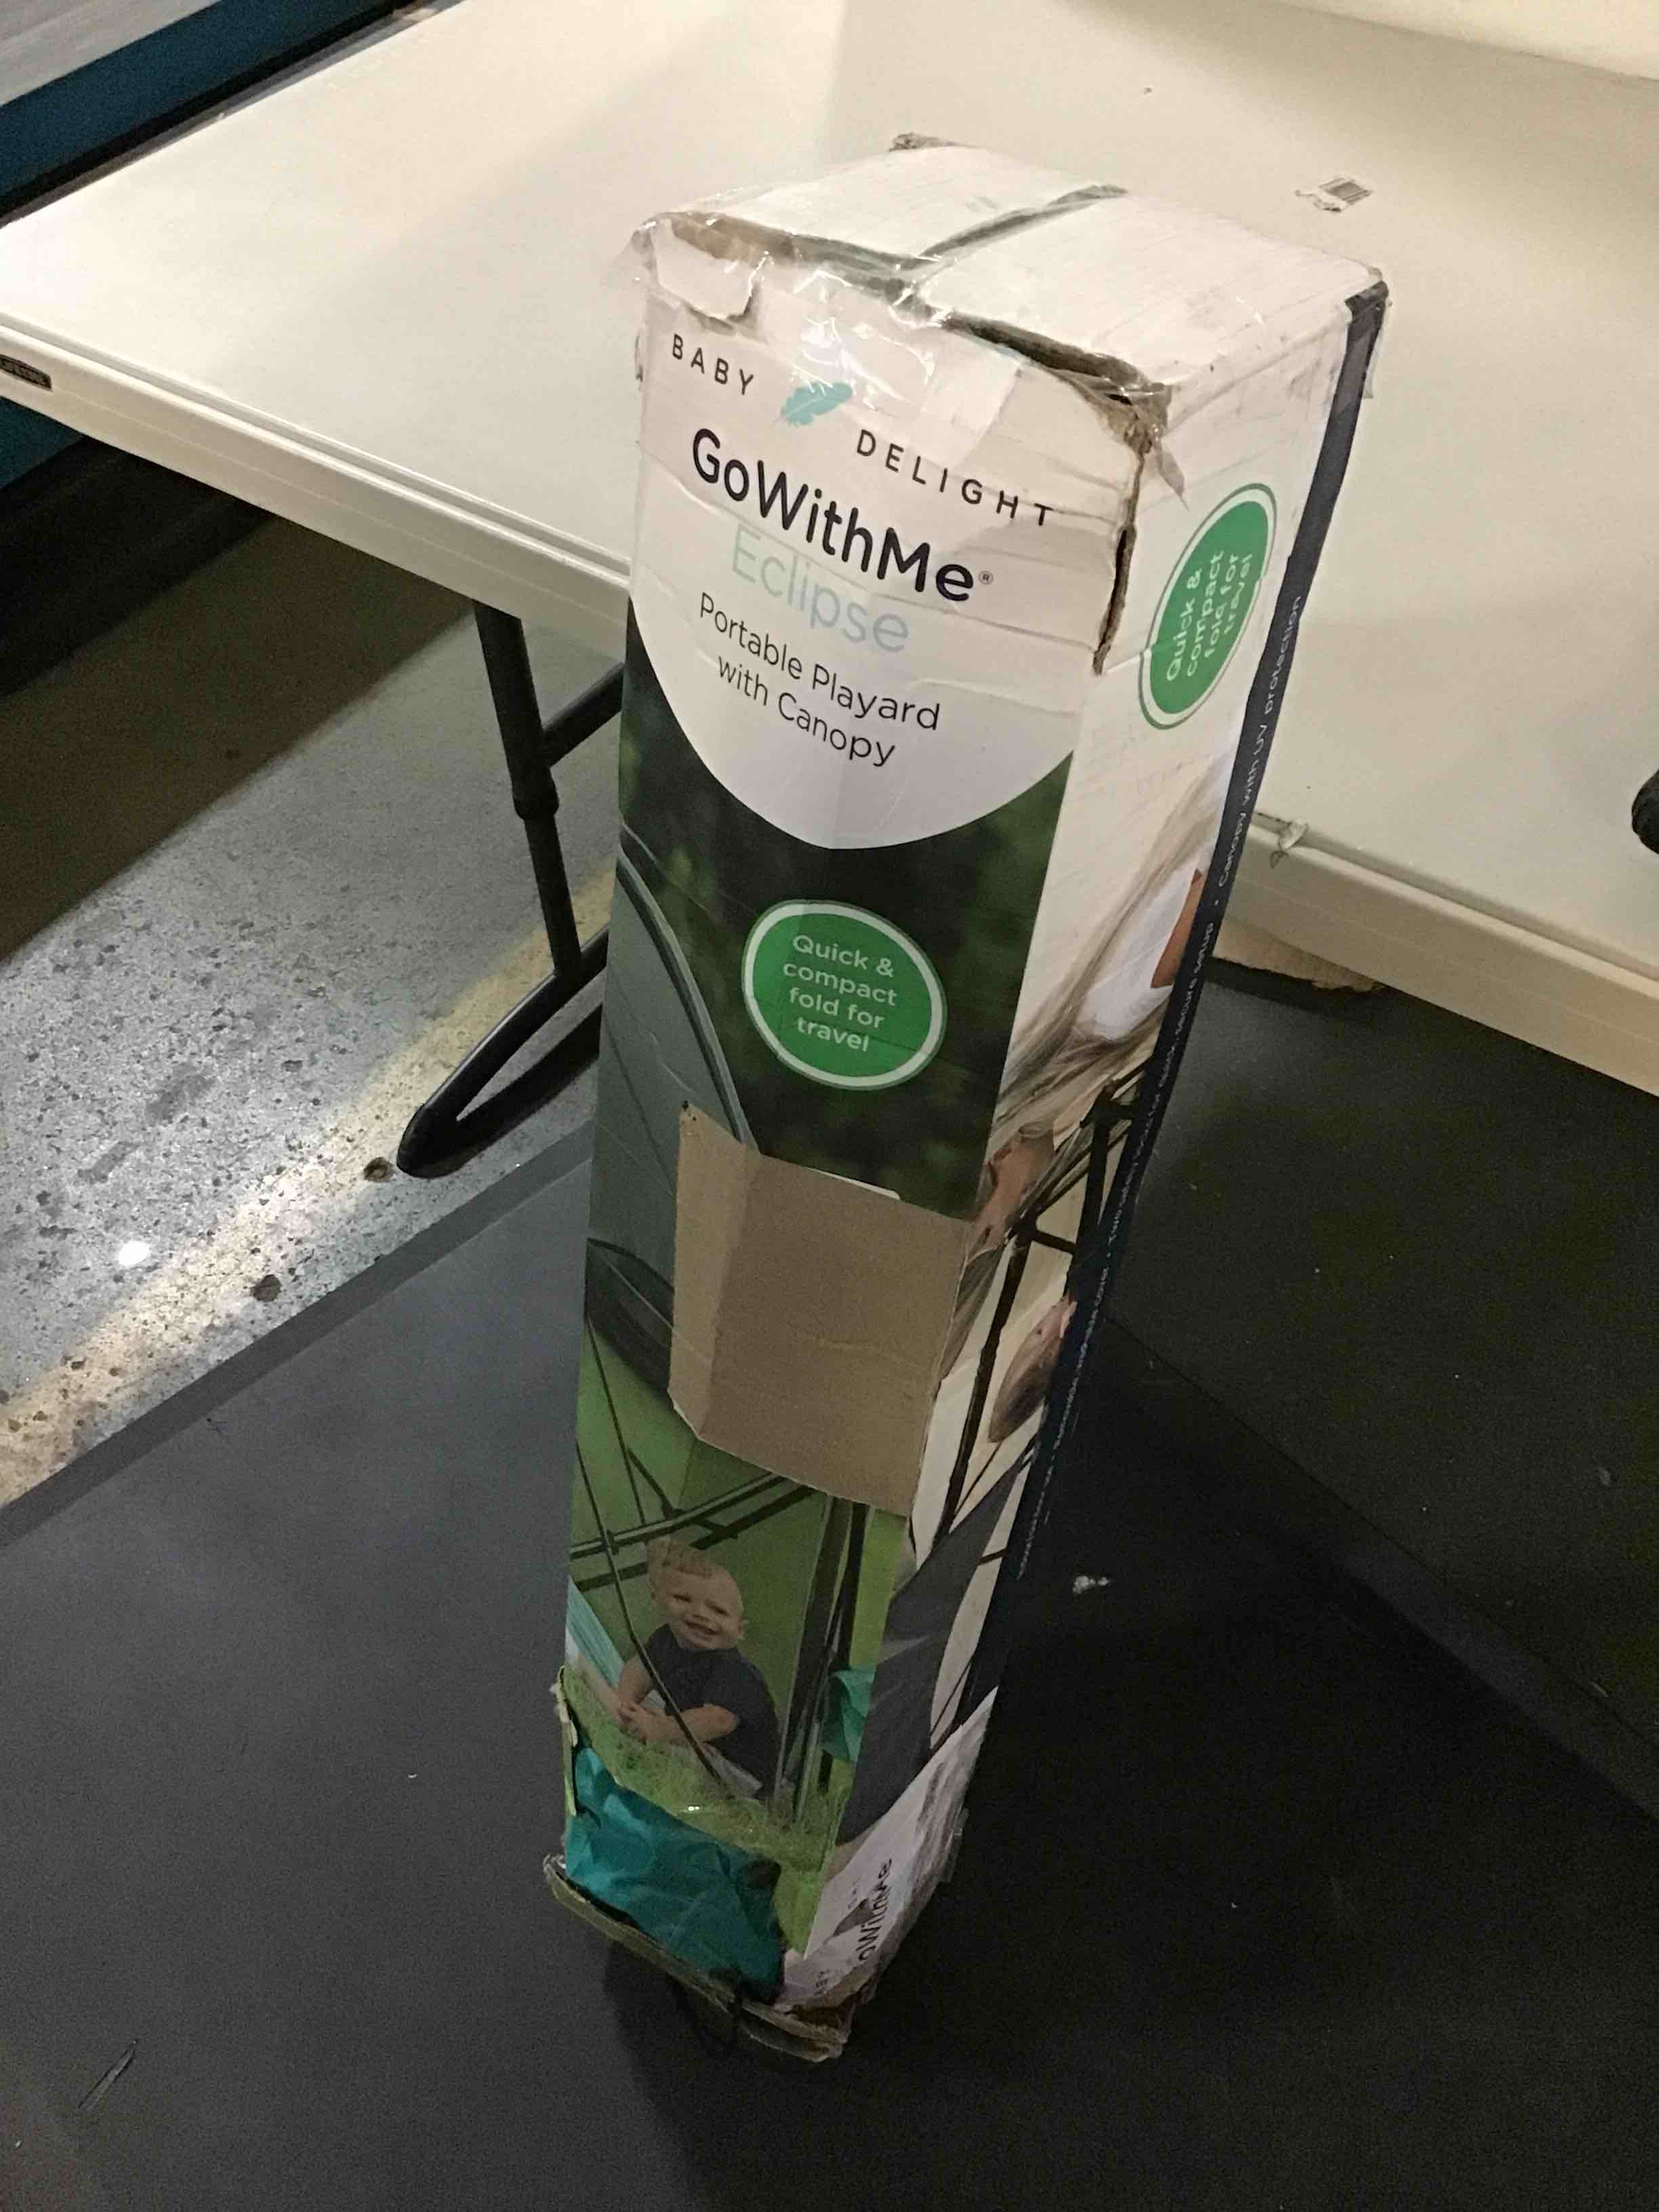 BABY DELIGHT
GoWithMe®
Eclipse
Portable Playard
with Canopy
Quick &
compact
fold for
travel
Quick &
compact
fold for
travel
• Canopy with UV protection